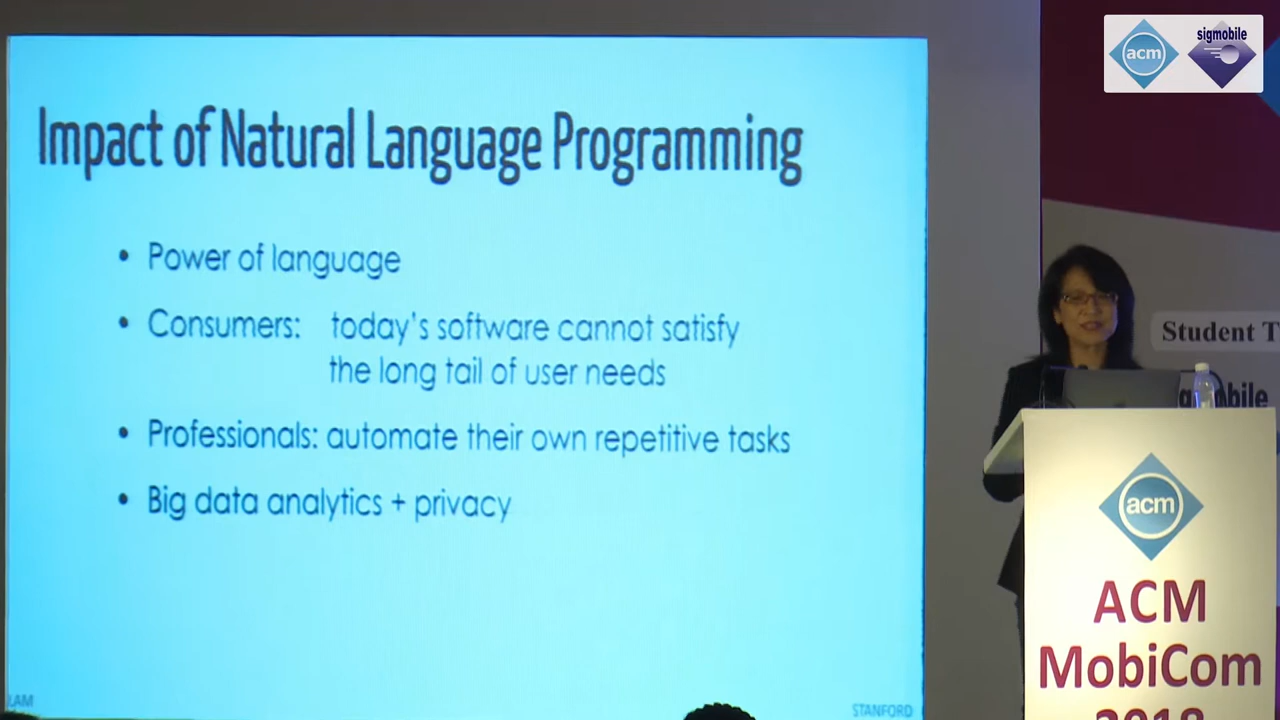 Impact of Natural Language Programming
• Power of language
• Consumers: today's software cannot satisfy
the long tail of user needs
• Professionals: automate their own repetitive tasks
• Big data analytics + privacy
LAM
STANFORD
acm
sigmobile
Student T
acm
ACM
MobiCom
2018